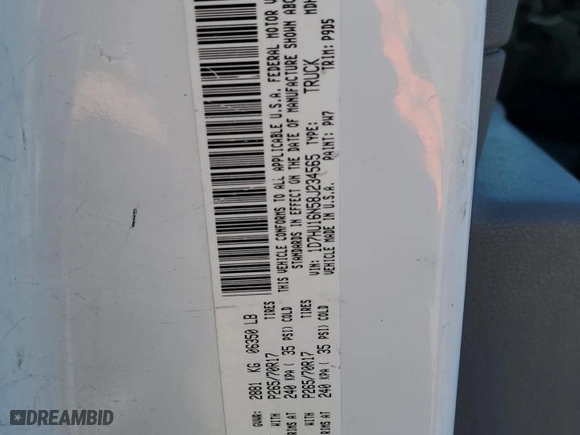 GVWR: 2881 KG 06350 LB
WITH P265/70R17 TIRES
RIMS AT 240 KPA ( 35 PSI) COLD
WITH P265/70R17 TIRES
RIMS AT 240 KPA ( 35 PSI) COLD
THIS VEHICLE CONFORMS TO ALL APPLICABLE U.S.A. FEDERAL MOTOR
STANDARDS IN EFFECT ON THE DATE OF MANUFACTURE SHOWN
VIN: 1D7HU16N58J234565 TYPE: TRUCK
VEHICLE MADE IN U.S.A. PAINT: PW7 TRIM: P9D5
MDH
DREAMBID